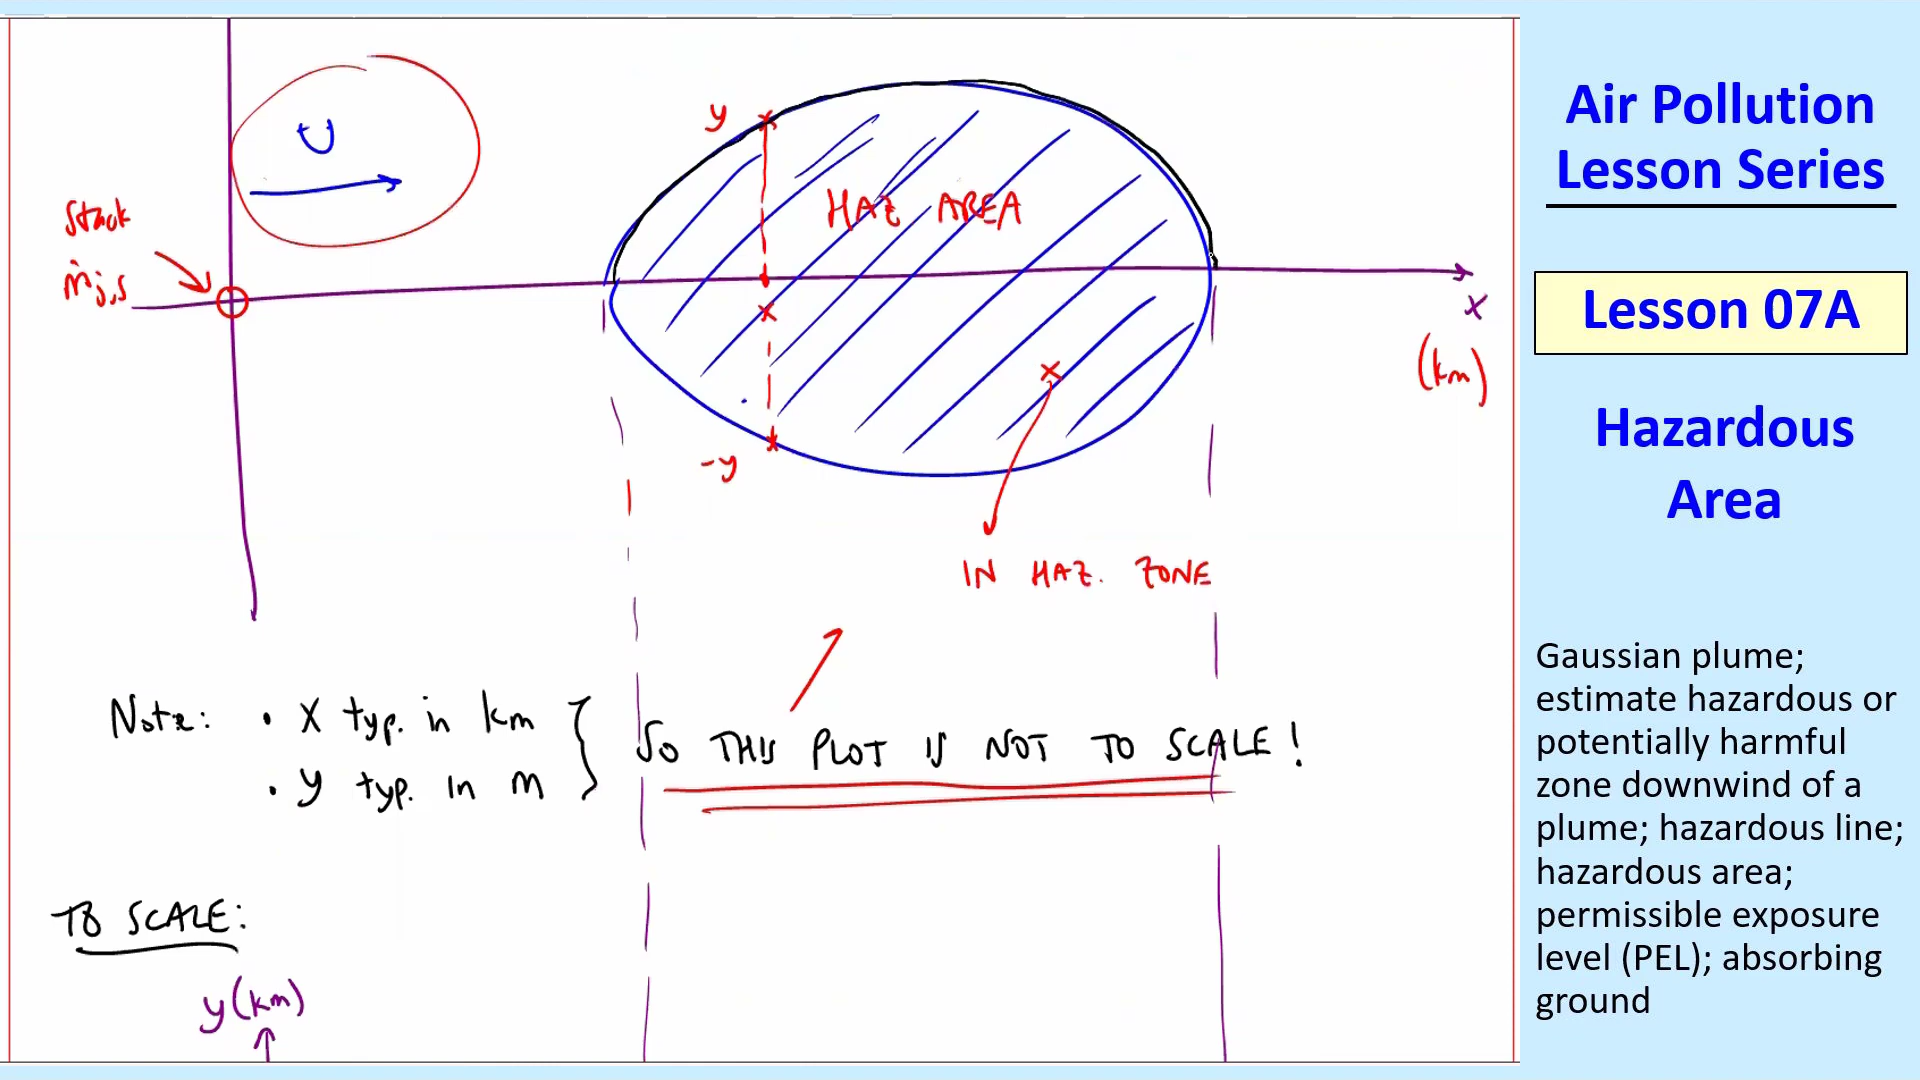 U
y
HAZ AREA
Stack
ṁj,s
x
(km)
-y
IN HAZ. ZONE
Note: • X typ. in km
• y typ. in m
SO THIS PLOT IS NOT TO SCALE!
TO SCALE:
y(km)
Air Pollution
Lesson Series
Lesson 07A
Hazardous
Area
Gaussian plume;
estimate hazardous or
potentially harmful
zone downwind of a
plume; hazardous line;
hazardous area;
permissible exposure
level (PEL); absorbing
ground